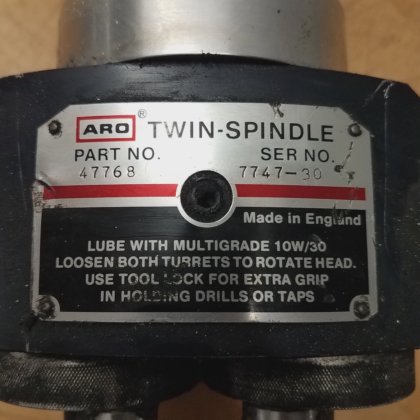 ARO ® TWIN-SPINDLE
PART NO. SER NO.
47768 7747-30
Made in England
LUBE WITH MULTIGRADE 10W/30
LOOSEN BOTH TURRETS TO ROTATE HEAD.
USE TOOL LOCK FOR EXTRA GRIP
IN HOLDING DRILLS OR TAPS